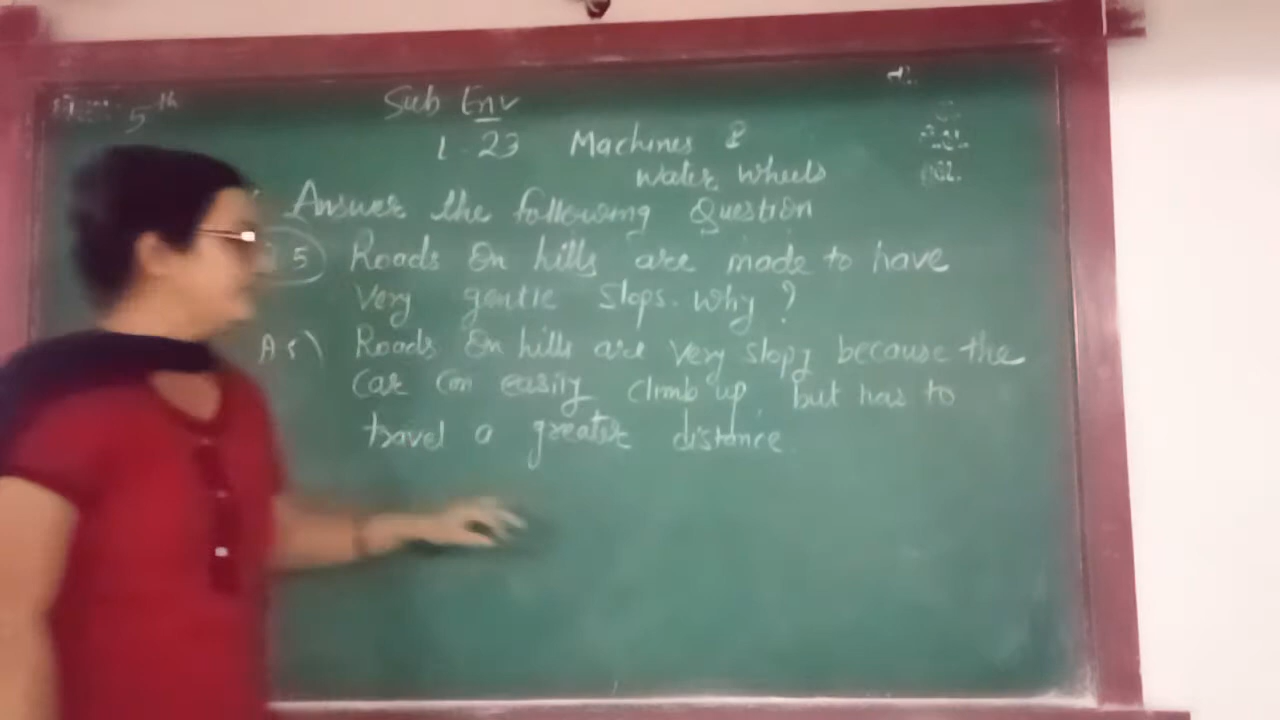 5th
Sub Env
L-23 Machines &
Water Wheels
Answer the following Question
5 Roads On hills are made to have
Very gentle Slops. Why?
A 5) Roads On hills are Very slopy because the
Car Can easily Climb up, but has to
travel a greater distance